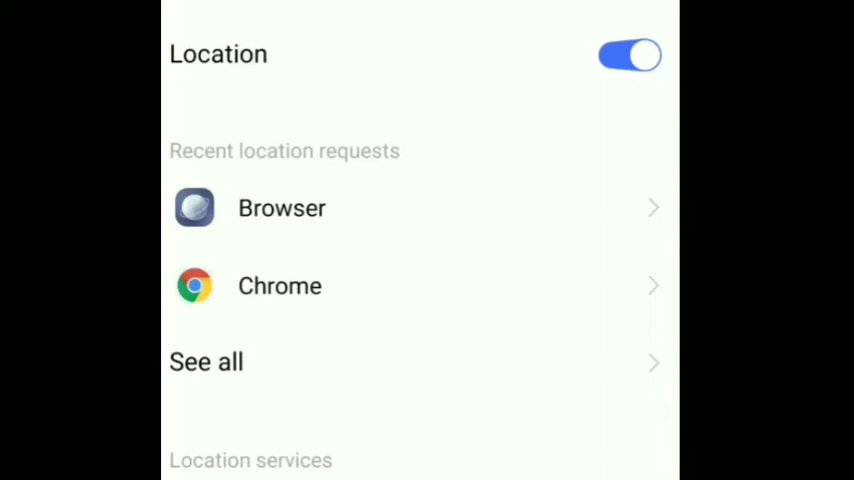 Location
Recent location requests
Browser
Chrome
See all
Location services